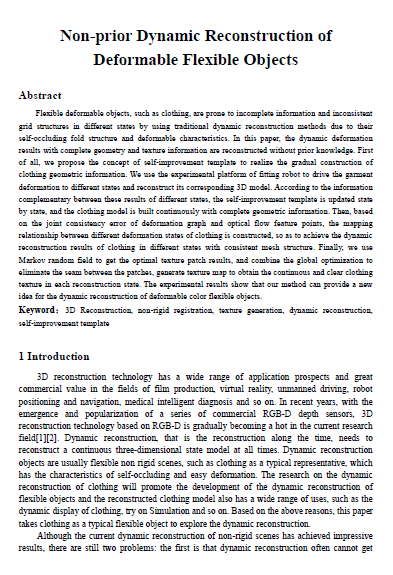 Non-prior Dynamic Reconstruction of
Deformable Flexible Objects
Abstract
Flexible deformable objects, such as clothing, are prone to incomplete information and inconsistent
grid structures in different states by using traditional dynamic reconstruction methods due to their
self-occluding fold structure and deformable characteristics. In this paper, the dynamic deformation
results with complete geometry and texture information are reconstructed without prior knowledge. First
of all, we propose the concept of self-improvement template to realize the gradual construction of
clothing geometric information. We use the experimental platform of fitting robot to drive the garment
deformation to different states and reconstruct its corresponding 3D model. According to the information
complementary between these results of different states, the self-improvement template is updated state
by state, and the clothing model is built continuously with complete geometric information. Then, based
on the joint consistency error of deformation graph and optical flow feature points, the mapping
relationship between different deformation states of clothing is constructed, so as to achieve the dynamic
reconstruction results of clothing in different states with consistent mesh structure. Finally, we use
Markov random field to get the optimal texture patch results, and combine the global optimization to
eliminate the seam between the patches, generate texture map to obtain the continuous and clear clothing
texture in each reconstruction state. The experimental results show that our method can provide a new
idea for the dynamic reconstruction of deformable color flexible objects.
Keyword：3D Reconstruction, non-rigid registration, texture generation, dynamic reconstruction,
self-improvement template
1 Introduction
3D reconstruction technology has a wide range of application prospects and great
commercial value in the fields of film production, virtual reality, unmanned driving, robot
positioning and navigation, medical intelligent diagnosis and so on. In recent years, with the
emergence and popularization of a series of commercial RGB-D depth sensors, 3D
reconstruction technology based on RGB-D is gradually becoming a hot in the current research
field[1][2]. Dynamic reconstruction, that is the reconstruction along the time, needs to
reconstruct a continuous three-dimensional state model at all times. Dynamic reconstruction
objects are usually flexible non rigid scenes, such as clothing as a typical representative, which
has the characteristics of self-occluding and easy deformation. The research on the dynamic
reconstruction of clothing will promote the development of the dynamic reconstruction of
flexible objects and the reconstructed clothing model also has a wide range of uses, such as the
dynamic display of clothing, try on Simulation and so on. Based on the above reasons, this paper
takes clothing as a typical flexible object to explore the dynamic reconstruction.
Although the current dynamic reconstruction of non-rigid scenes has achieved impressive
results, there are still two problems: the first is that dynamic reconstruction often cannot get